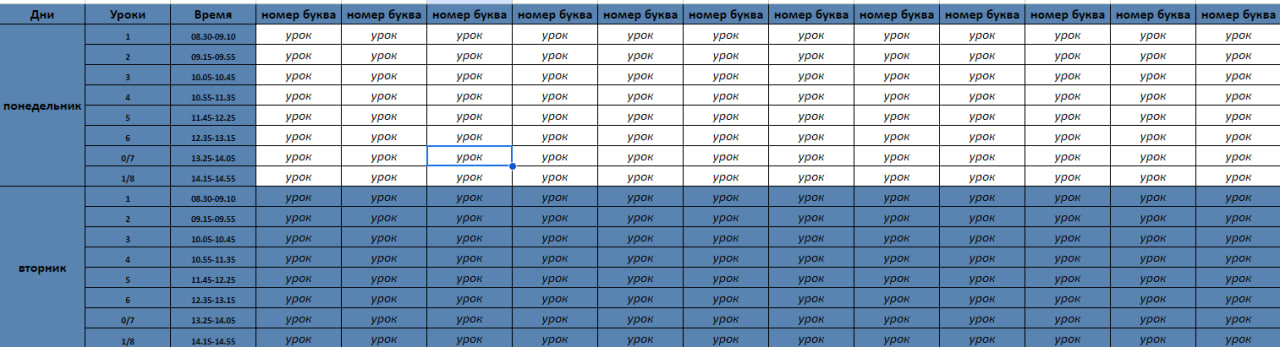 Дни Уроки Время номер буква номер буква номер буква номер буква номер буква номер буква номер буква номер буква номер буква номер буква номер буква номер буква
понедельник
1 08.30-09.10 урок урок урок урок урок урок урок урок урок урок урок урок
2 09.15-09.55 урок урок урок урок урок урок урок урок урок урок урок урок
3 10.05-10.45 урок урок урок урок урок урок урок урок урок урок урок урок
4 10.55-11.35 урок урок урок урок урок урок урок урок урок урок урок урок
5 11.45-12.25 урок урок урок урок урок урок урок урок урок урок урок урок
6 12.35-13.15 урок урок урок урок урок урок урок урок урок урок урок урок
0/7 13.25-14.05 урок урок урок урок урок урок урок урок урок урок урок урок
1/8 14.15-14.55 урок урок урок урок урок урок урок урок урок урок урок урок
вторник
1 08.30-09.10 урок урок урок урок урок урок урок урок урок урок урок урок
2 09.15-09.55 урок урок урок урок урок урок урок урок урок урок урок урок
3 10.05-10.45 урок урок урок урок урок урок урок урок урок урок урок урок
4 10.55-11.35 урок урок урок урок урок урок урок урок урок урок урок урок
5 11.45-12.25 урок урок урок урок урок урок урок урок урок урок урок урок
6 12.35-13.15 урок урок урок урок урок урок урок урок урок урок урок урок
0/7 13.25-14.05 урок урок урок урок урок урок урок урок урок урок урок урок
1/8 14.15-14.55 урок урок урок урок урок урок урок урок урок урок урок урок